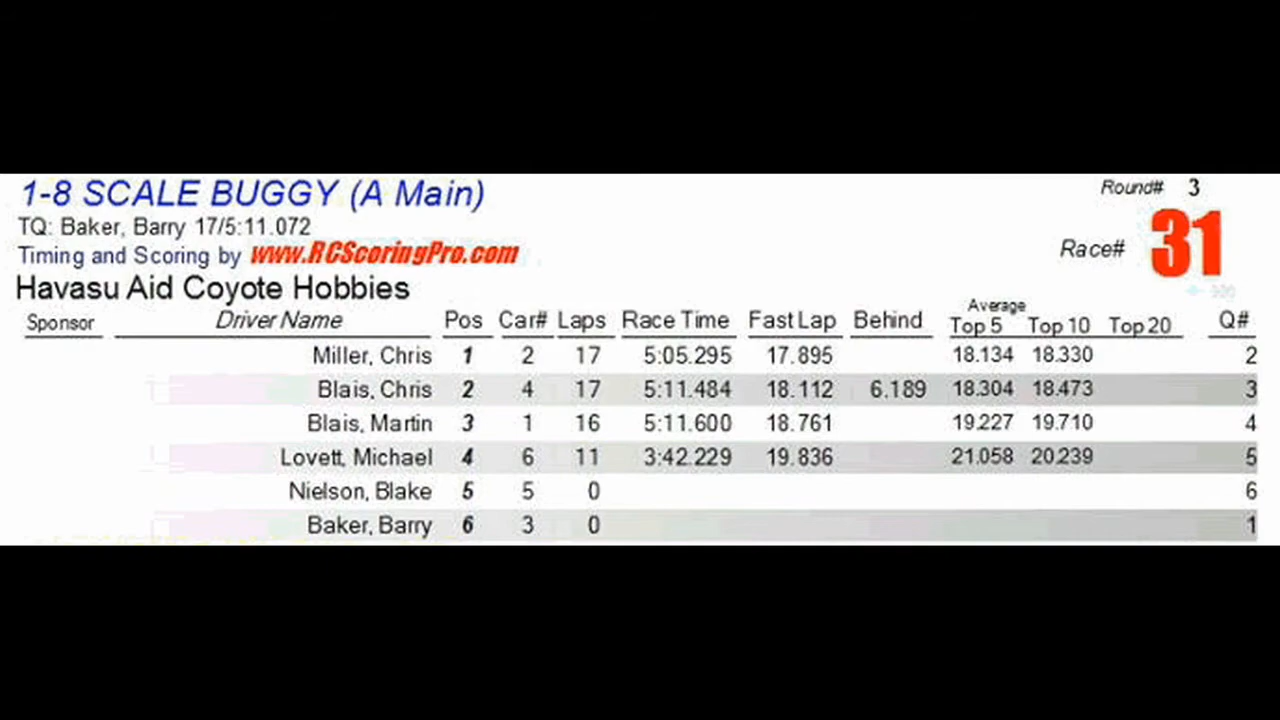 1-8 SCALE BUGGY (A Main)
Round# 3
TQ: Baker, Barry 17/5:11.072
Timing and Scoring by www.RCScoringPro.com
Race# 31
Havasu Aid Coyote Hobbies
Average
Sponsor Driver Name Pos Car# Laps Race Time Fast Lap Behind Top 5 Top 10 Top 20 Q#
Miller, Chris 1 2 17 5:05.295 17.895 18.134 18.330 2
Blais, Chris 2 4 17 5:11.484 18.112 6.189 18.304 18.473 3
Blais, Martin 3 1 16 5:11.600 18.761 19.227 19.710 4
Lovett, Michael 4 6 11 3:42.229 19.836 21.058 20.239 5
Nielson, Blake 5 5 0 6
Baker, Barry 6 3 0 1